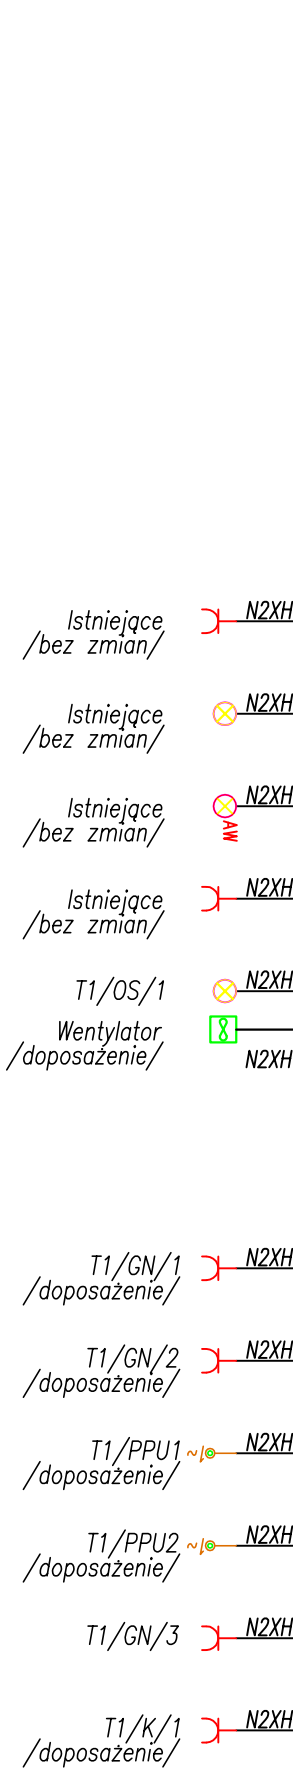 Istniejące N2XH
/bez zmian/
Istniejące N2XH
/bez zmian/
Istniejące N2XH
/bez zmian/ AW
Istniejące N2XH
/bez zmian/
T1/OS/1 N2XH
Wentylator
/doposażenie/ N2XH
T1/GN/1 N2XH
/doposażenie/
T1/GN/2 N2XH
/doposażenie/
T1/PPU1 ~1~ N2XH
/doposażenie/
T1/PPU2 ~1~ N2XH
/doposażenie/
T1/GN/3 N2XH
T1/K/1 N2XH
/doposażenie/